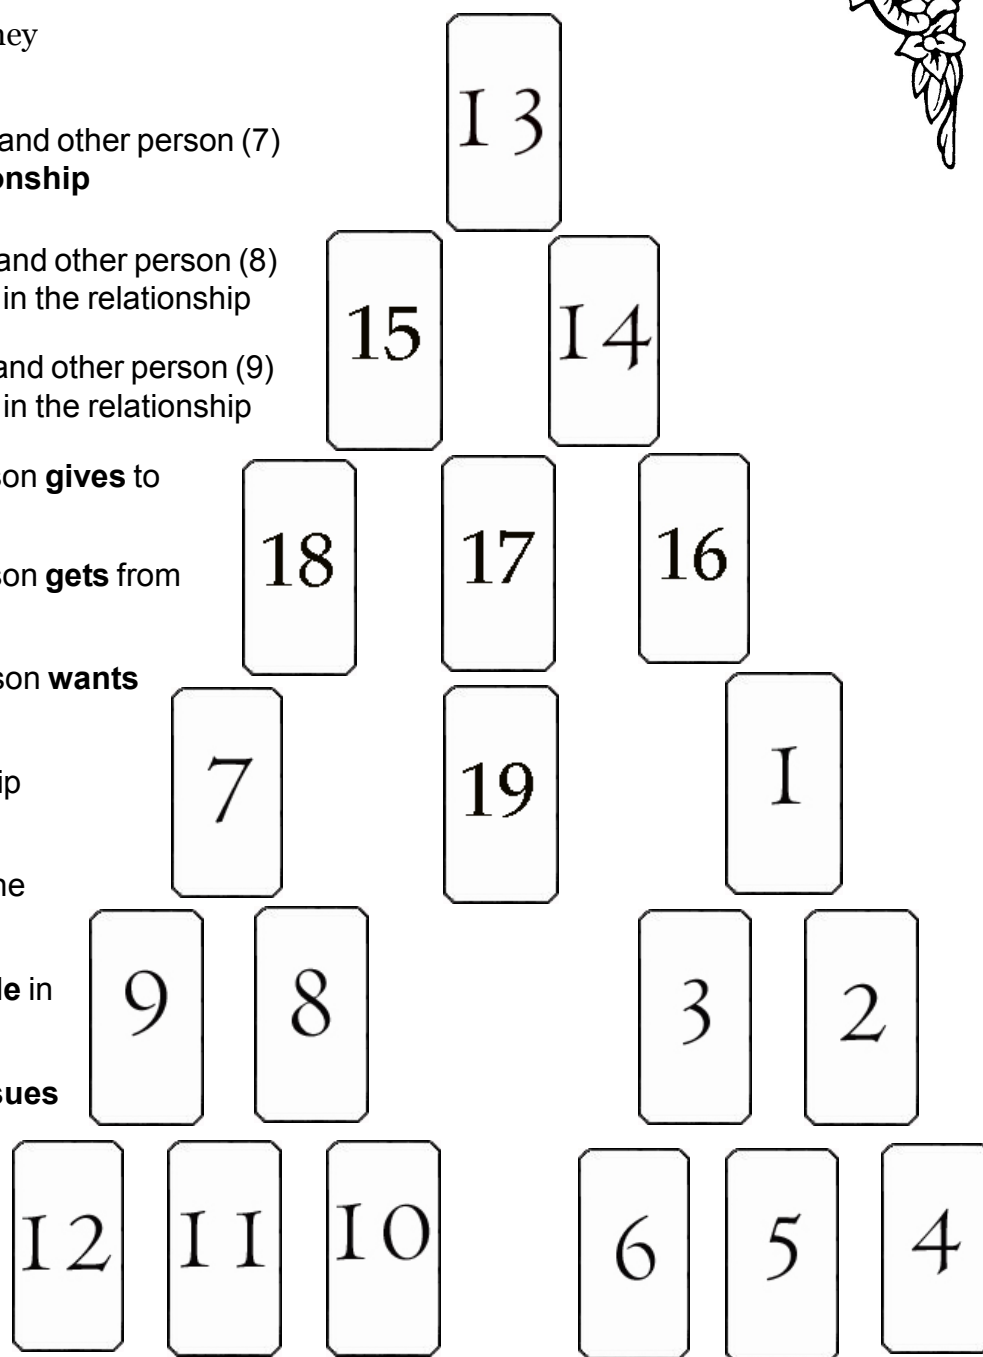 ney
and other person (7)
onship
and other person (8)
in the relationship
and other person (9)
in the relationship
son gives to
son gets from
son wants
ip
ne
le in
sues
13
15 14
18 17 16
7 19 1
9 8 3 2
12 11 10 6 5 4